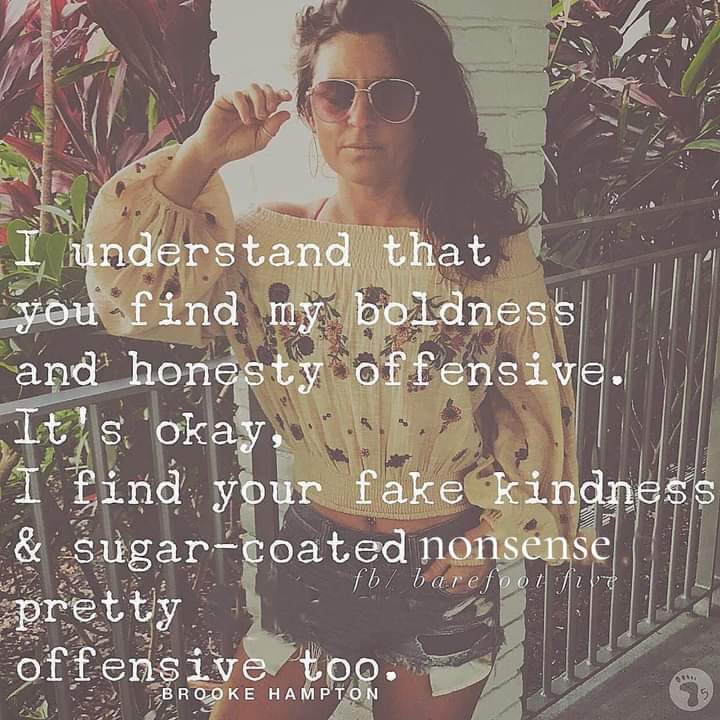 I understand that
you find my boldness
and honesty offensive.
It's okay,
I find your fake kindness
& sugar-coated nonsense
fb/ barefoot five
pretty
offensive too.
BROOKE HAMPTON
5